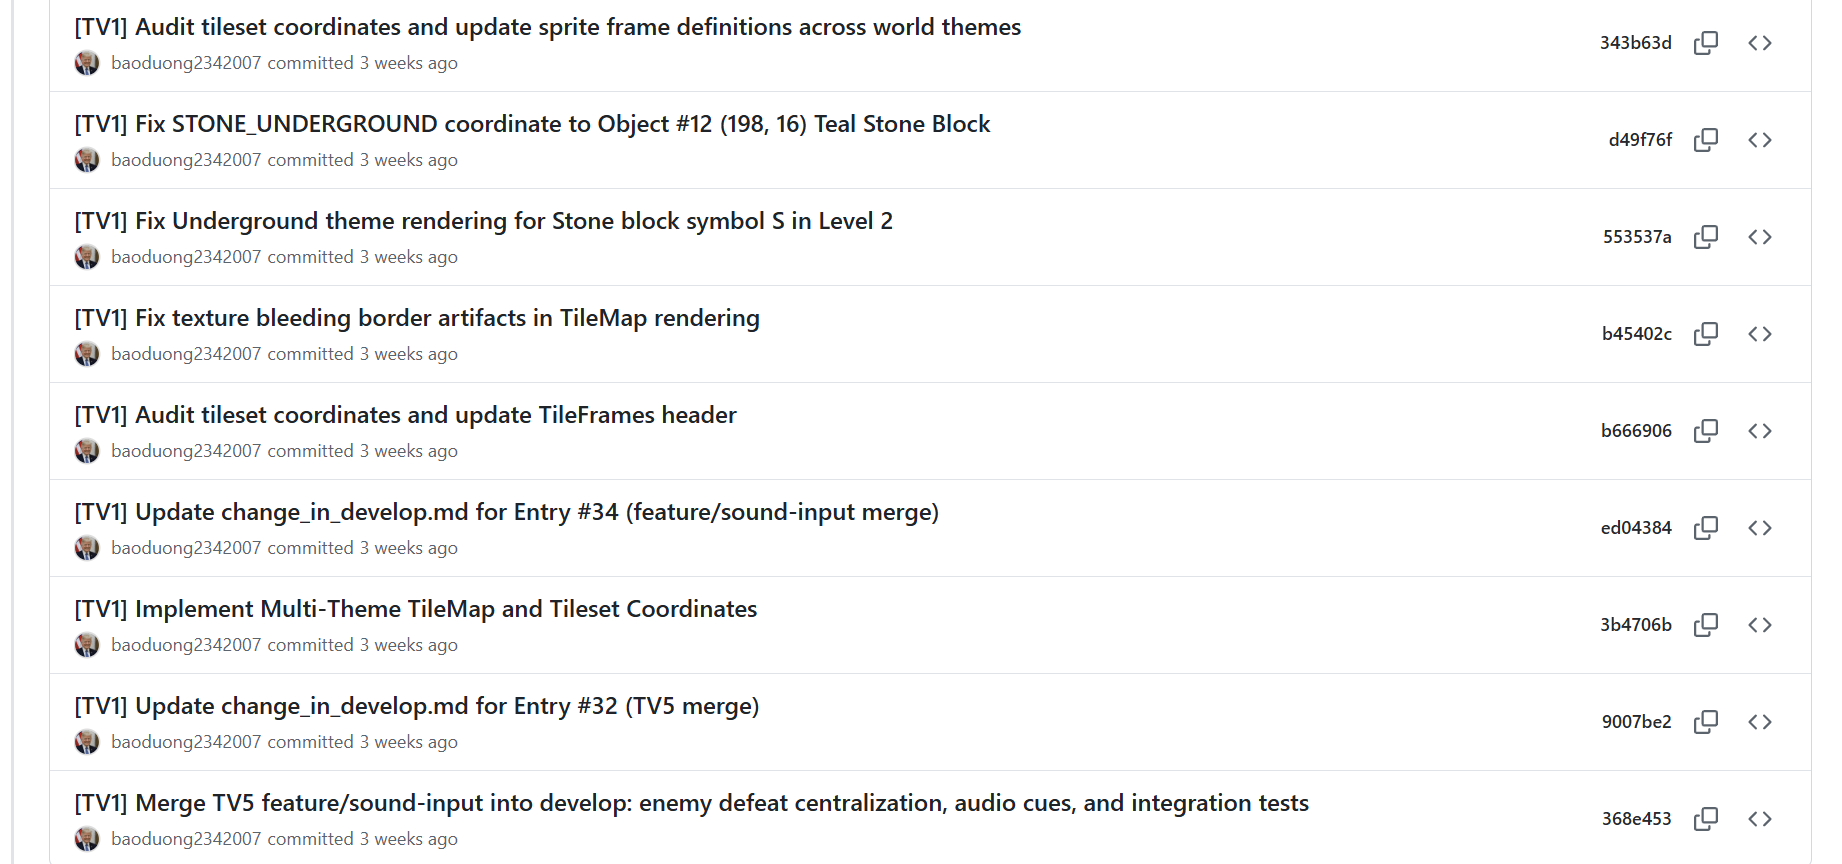 [TV1] Audit tileset coordinates and update sprite frame definitions across world themes
baoduong2342007 committed 3 weeks ago
343b63d
[TV1] Fix STONE_UNDERGROUND coordinate to Object #12 (198, 16) Teal Stone Block
baoduong2342007 committed 3 weeks ago
d49f76f
[TV1] Fix Underground theme rendering for Stone block symbol S in Level 2
baoduong2342007 committed 3 weeks ago
553537a
[TV1] Fix texture bleeding border artifacts in TileMap rendering
baoduong2342007 committed 3 weeks ago
b45402c
[TV1] Audit tileset coordinates and update TileFrames header
baoduong2342007 committed 3 weeks ago
b666906
[TV1] Update change_in_develop.md for Entry #34 (feature/sound-input merge)
baoduong2342007 committed 3 weeks ago
ed04384
[TV1] Implement Multi-Theme TileMap and Tileset Coordinates
baoduong2342007 committed 3 weeks ago
3b4706b
[TV1] Update change_in_develop.md for Entry #32 (TV5 merge)
baoduong2342007 committed 3 weeks ago
9007be2
[TV1] Merge TV5 feature/sound-input into develop: enemy defeat centralization, audio cues, and integration tests
baoduong2342007 committed 3 weeks ago
368e453